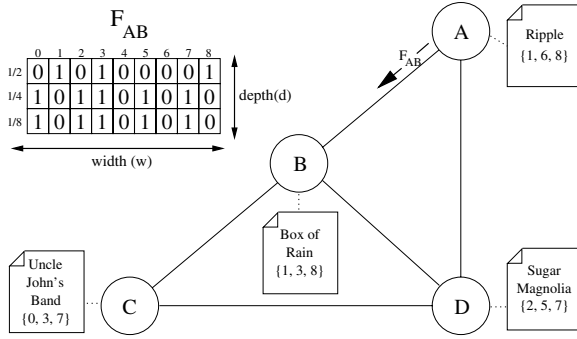 F_AB
0 1 2 3 4 5 6 7 8
1/2 0 1 0 1 0 0 0 0 1
1/4 1 0 1 1 0 1 0 1 0
1/8 1 0 1 1 0 1 0 1 0
depth(d)
width (w)
A
F_AB
Ripple
{1, 6, 8}
B
Box of
Rain
{1, 3, 8}
Uncle
John's
Band
{0, 3, 7}
C
D
Sugar
Magnolia
{2, 5, 7}